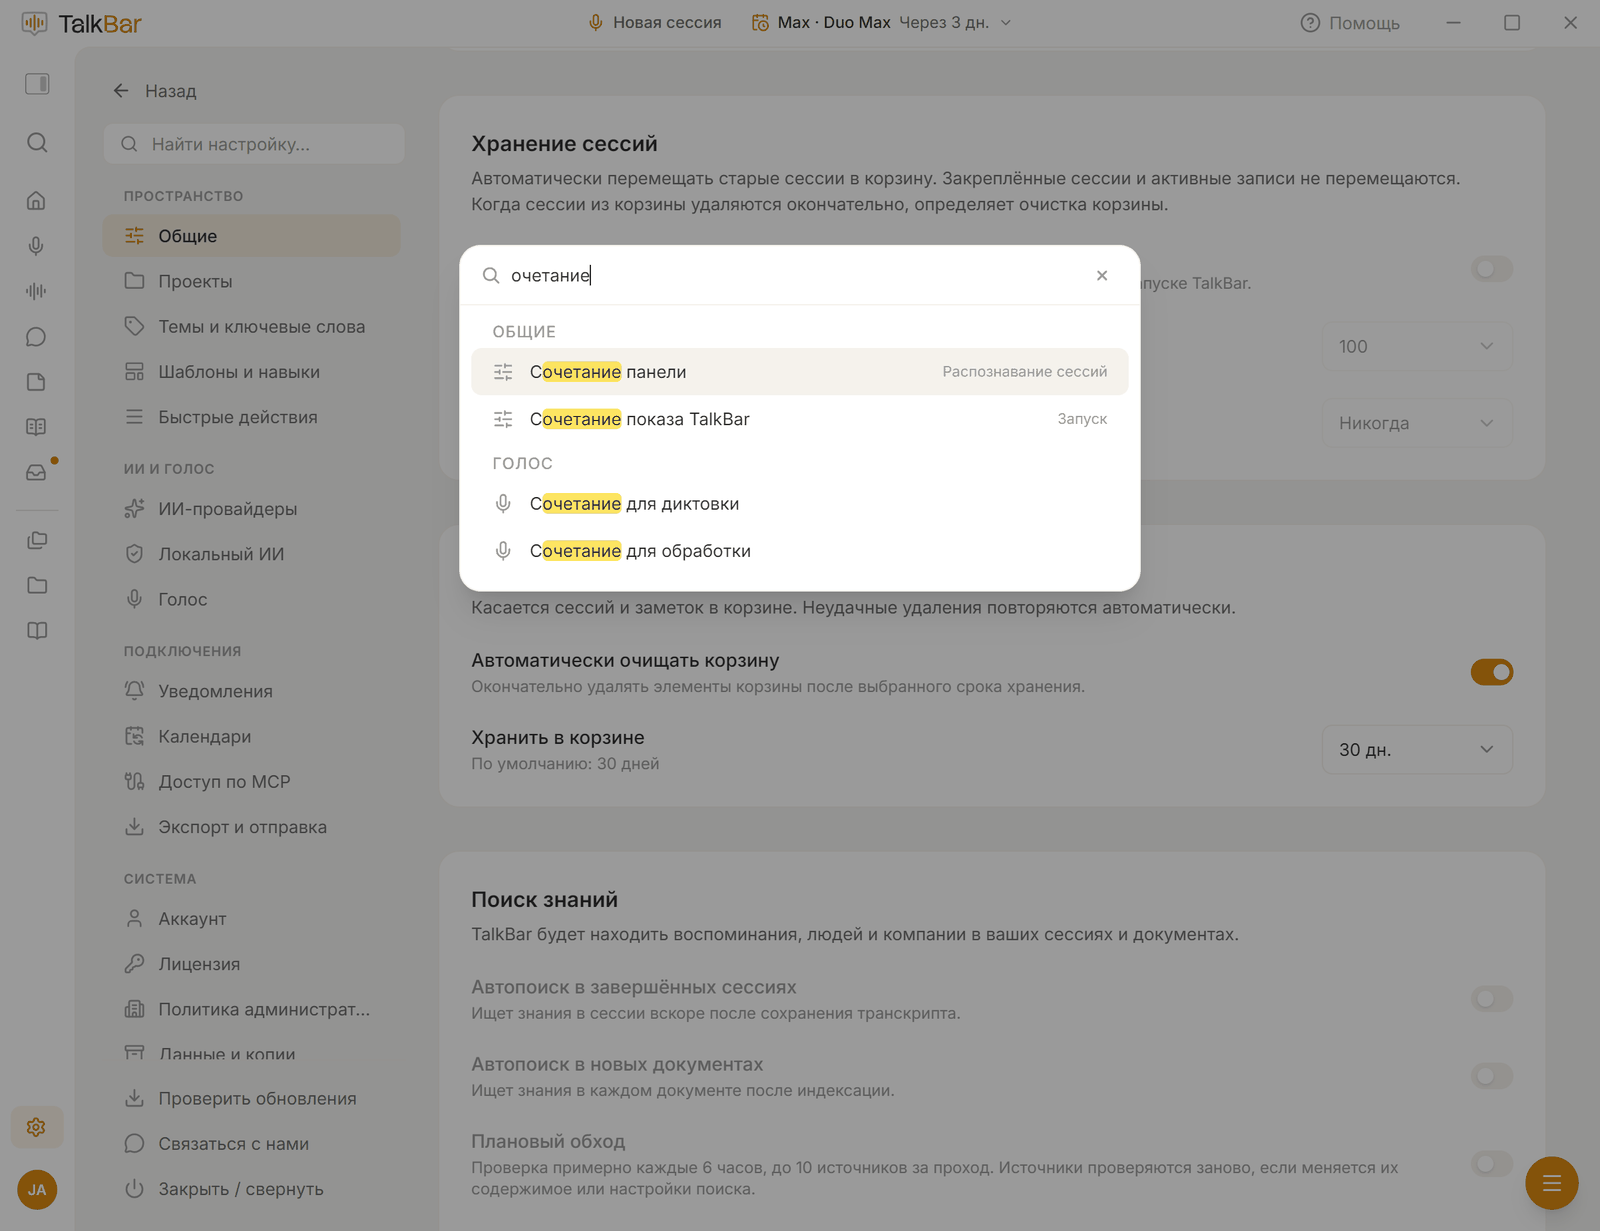 TalkBar
Новая сессия
Max · Duo Max Через 3 дн.
Помощь
Назад
Найти настройку...
ПРОСТРАНСТВО
Общие
Проекты
Темы и ключевые слова
Шаблоны и навыки
Быстрые действия
ИИ И ГОЛОС
ИИ-провайдеры
Локальный ИИ
Голос
ПОДКЛЮЧЕНИЯ
Уведомления
Календари
Доступ по MCP
Экспорт и отправка
СИСТЕМА
Аккаунт
Лицензия
Политика администрат...
Данные и копии
Проверить обновления
Связаться с нами
Закрыть / свернуть
JA
Хранение сессий
Автоматически перемещать старые сессии в корзину. Закреплённые сессии и активные записи не перемещаются.
Когда сессии из корзины удаляются окончательно, определяет очистка корзины.
апуске TalkBar.
100
Никогда
очетание
ОБЩИЕ
Сочетание панели
Распознавание сессий
Сочетание показа TalkBar
Запуск
ГОЛОС
Сочетание для диктовки
Сочетание для обработки
Касается сессий и заметок в корзине. Неудачные удаления повторяются автоматически.
Автоматически очищать корзину
Окончательно удалять элементы корзины после выбранного срока хранения.
Хранить в корзине
По умолчанию: 30 дней
30 дн.
Поиск знаний
TalkBar будет находить воспоминания, людей и компании в ваших сессиях и документах.
Автопоиск в завершённых сессиях
Ищет знания в сессии вскоре после сохранения транскрипта.
Автопоиск в новых документах
Ищет знания в каждом документе после индексации.
Плановый обход
Проверка примерно каждые 6 часов, до 10 источников за проход. Источники проверяются заново, если меняется их
содержимое или настройки поиска.